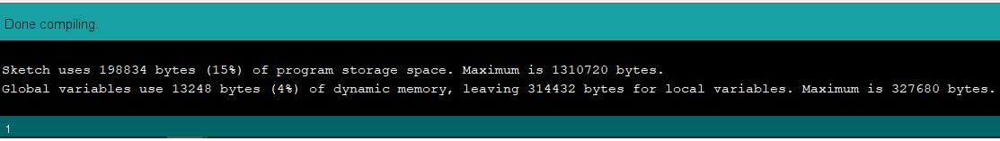 Done compiling.
Sketch uses 198834 bytes (15%) of program storage space. Maximum is 1310720 bytes.
Global variables use 13248 bytes (4%) of dynamic memory, leaving 314432 bytes for local variables. Maximum is 327680 bytes.
1